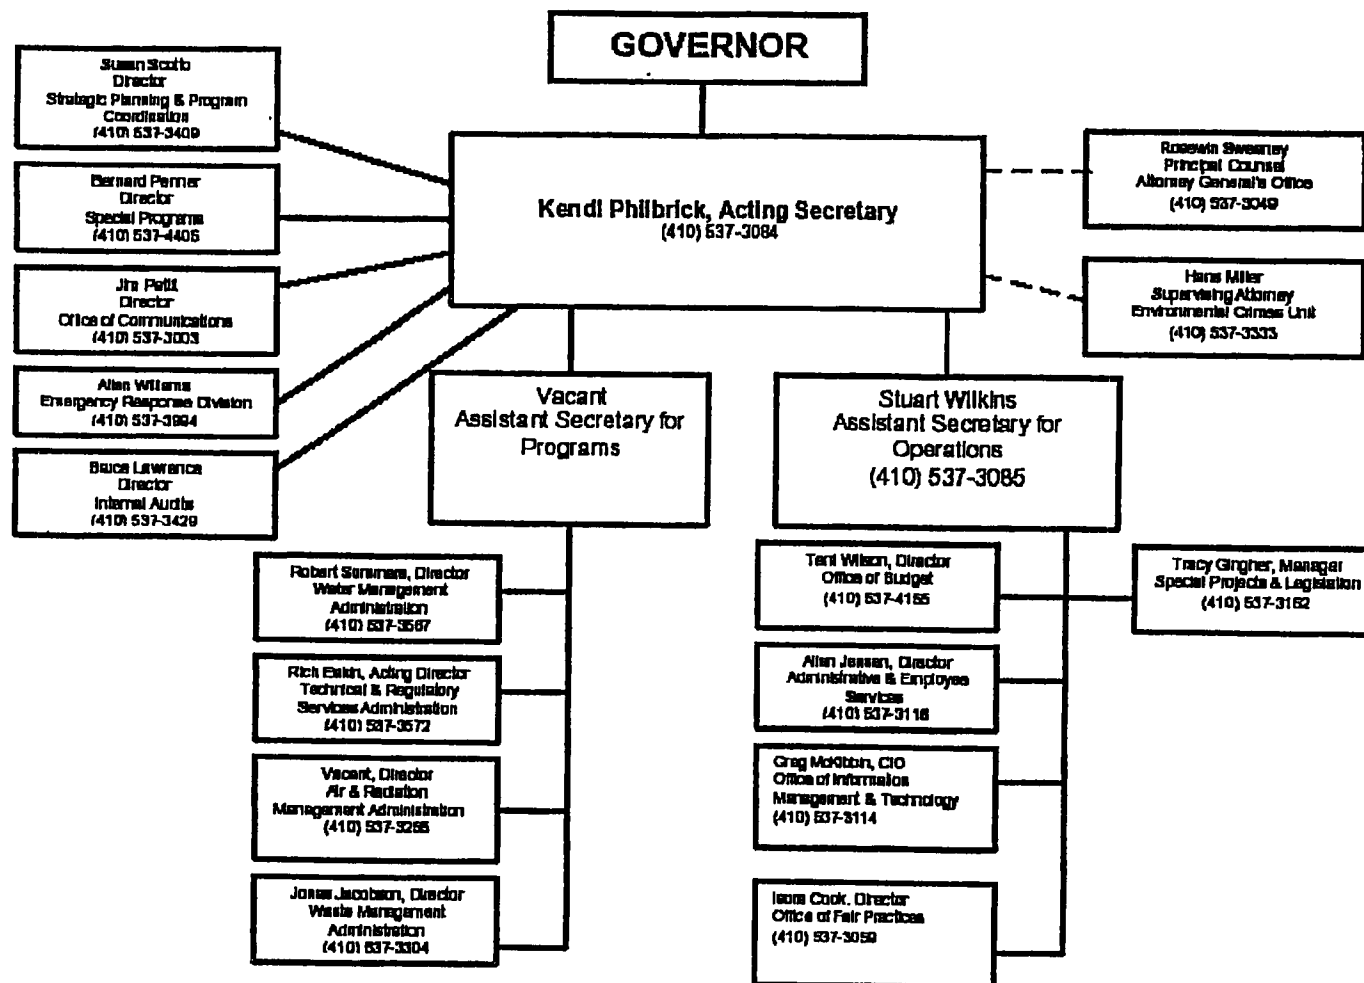 GOVERNOR
Susan Scotto
Director
Strategic Planning & Program
Coordination
(410) 537-3409
Bernard Penner
Director
Special Programs
(410) 537-4405
Jim Pettit
Director
Office of Communications
(410) 537-3003
Allen Williams
Emergency Response Division
(410) 537-3994
Bruce Lawrence
Director
Internal Audits
(410) 537-3429
Kendl Philbrick, Acting Secretary
(410) 537-3084
Rosewin Sweeney
Principal Counsel
Attorney General's Office
(410) 537-3049
Hans Miller
Supervising Attorney
Environmental Crimes Unit
(410) 537-3333
Vacant
Assistant Secretary for
Programs
Stuart Wilkins
Assistant Secretary for
Operations
(410) 537-3085
Robert Summers, Director
Water Management
Administration
(410) 537-3567
Rich Eskin, Acting Director
Technical & Regulatory
Services Administration
(410) 537-3572
Vacant, Director
Air & Radiation
Management Administration
(410) 537-3255
Jonas Jacobson, Director
Waste Management
Administration
(410) 537-3304
Terri Wilson, Director
Office of Budget
(410) 537-4155
Tracy Gingher, Manager
Special Projects & Legislation
(410) 537-3162
Allan Jensen, Director
Administrative & Employee
Services
(410) 537-3118
Greg McKibbin, CIO
Office of Information
Management & Technology
(410) 537-3114
Cook, Director
Office of Fair Practices
(410) 537-3059